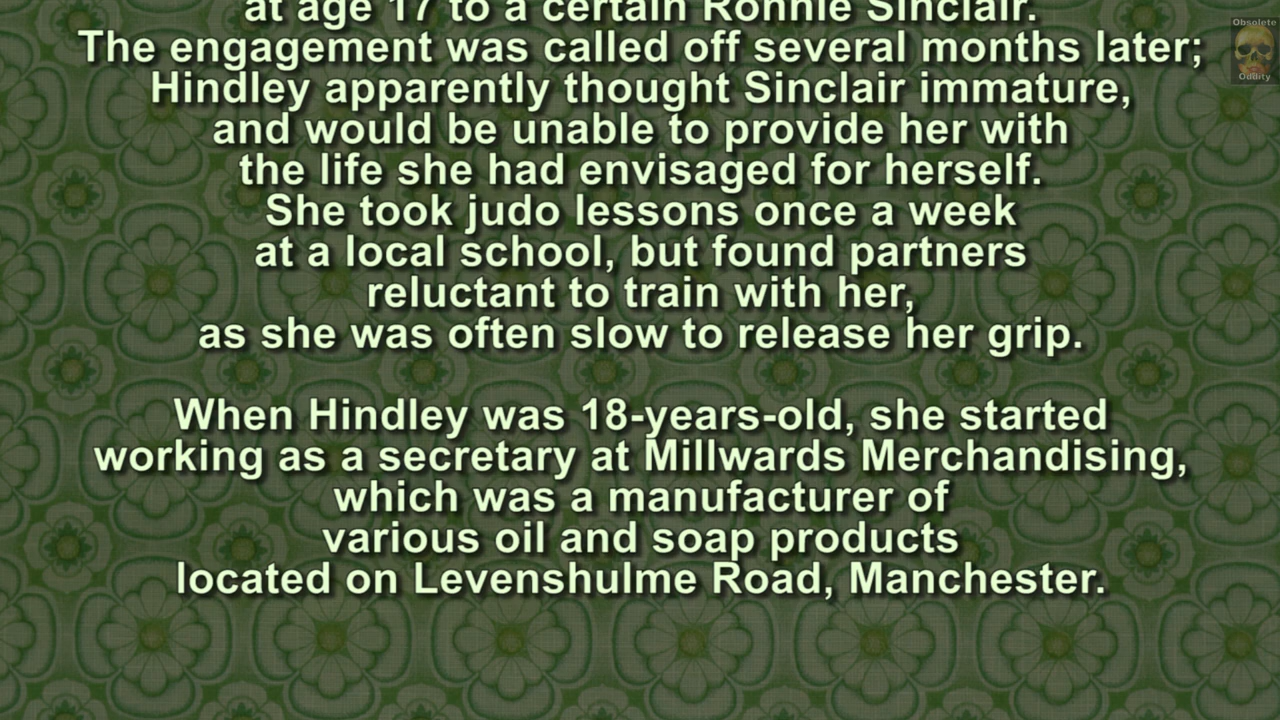 at age 17 to a certain Ronnie Sinclair.
The engagement was called off several months later;
Hindley apparently thought Sinclair immature,
and would be unable to provide her with
the life she had envisaged for herself.
She took judo lessons once a week
at a local school, but found partners
reluctant to train with her,
as she was often slow to release her grip.
When Hindley was 18-years-old, she started
working as a secretary at Millwards Merchandising,
which was a manufacturer of
various oil and soap products
located on Levenshulme Road, Manchester.
Obsolete
Oddity